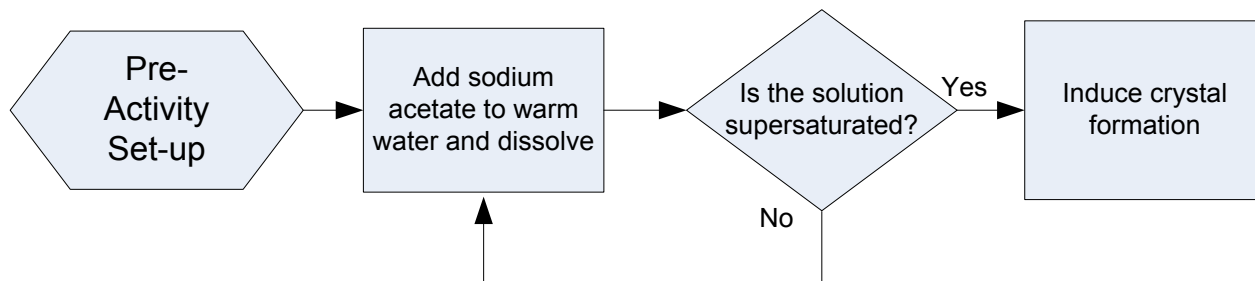 Pre-
Activity
Set-up
Add sodium
acetate to warm
water and dissolve
Is the solution
supersaturated?
Yes
No
Induce crystal
formation